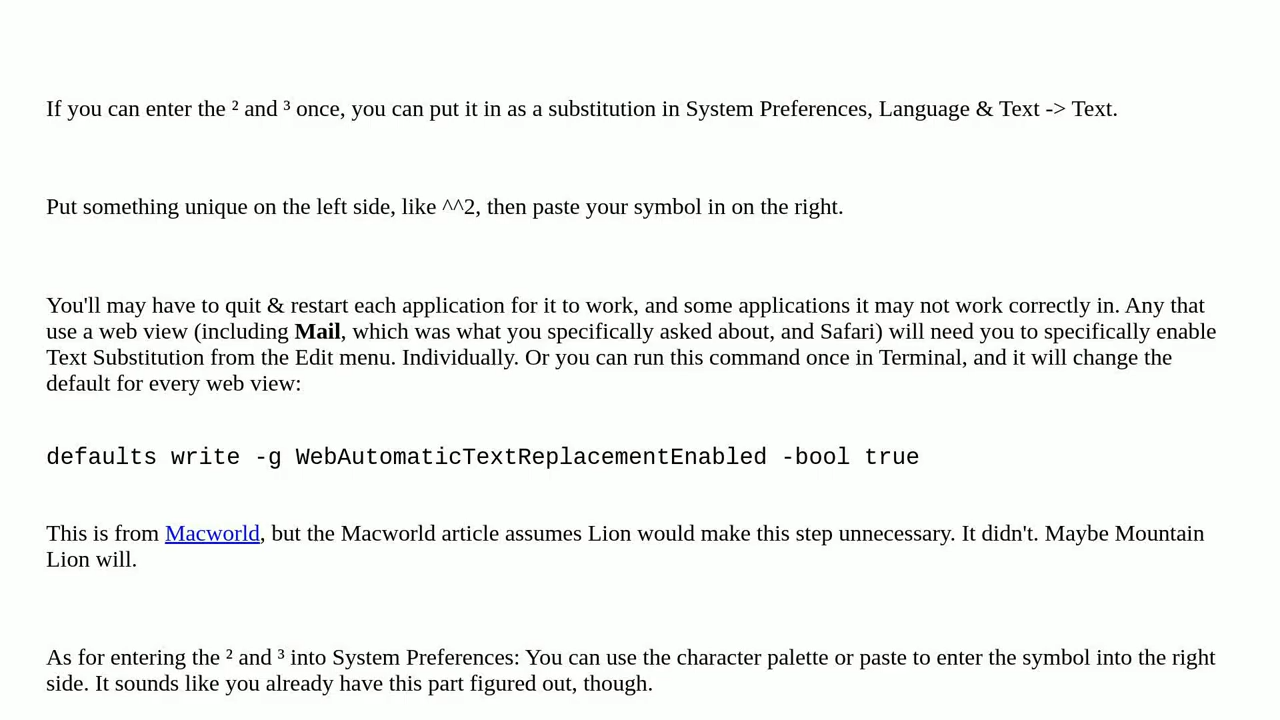 If you can enter the ² and ³ once, you can put it in as a substitution in System Preferences, Language & Text -> Text.
Put something unique on the left side, like ^^2, then paste your symbol in on the right.
You'll may have to quit & restart each application for it to work, and some applications it may not work correctly in. Any that
use a web view (including Mail, which was what you specifically asked about, and Safari) will need you to specifically enable
Text Substitution from the Edit menu. Individually. Or you can run this command once in Terminal, and it will change the
default for every web view:
defaults write -g WebAutomaticTextReplacementEnabled -bool true
This is from Macworld, but the Macworld article assumes Lion would make this step unnecessary. It didn't. Maybe Mountain
Lion will.
As for entering the ² and ³ into System Preferences: You can use the character palette or paste to enter the symbol into the right
side. It sounds like you already have this part figured out, though.